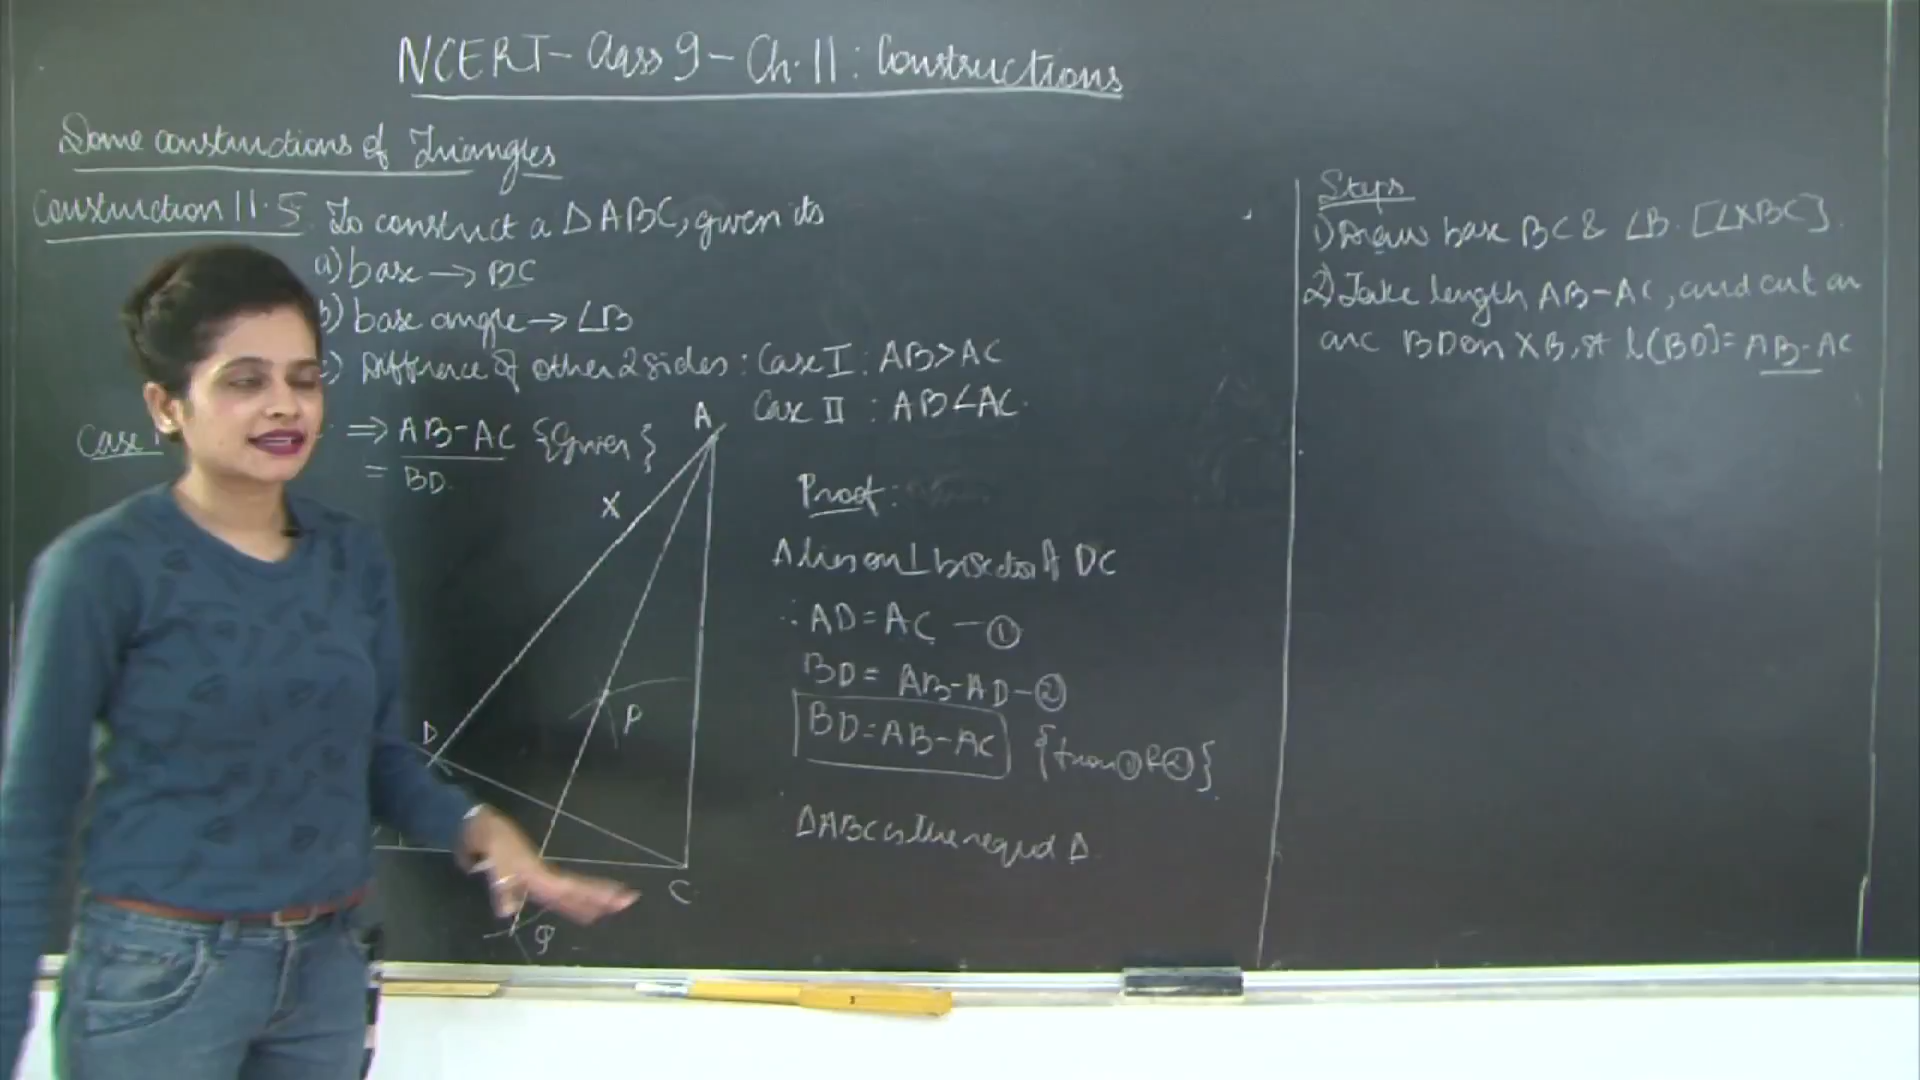 NCERT - Class 9 - Ch. 11 : Constructions
Some constructions of Triangles
Construction 11.5 To construct a Δ ABC, given its
a) base → BC
b) base angle → ∠B
c) Difference of other 2 sides : Case I : AB > AC
Case II : AB < AC.
Case I
⇒ AB - AC {Given}
= BD.
A
X
D
P
C
Q
Proof :
A lies on ⊥ bisector of DC
∴ AD = AC - ①
BD = AB - AD - ②
BD = AB - AC {from ① & ②}
Δ ABC is the reqd Δ.
Steps
1) Draw base BC & ∠B. [∠XBC].
2) Take length AB - AC, and cut an
arc BD on XB, st l(BD) = AB - AC